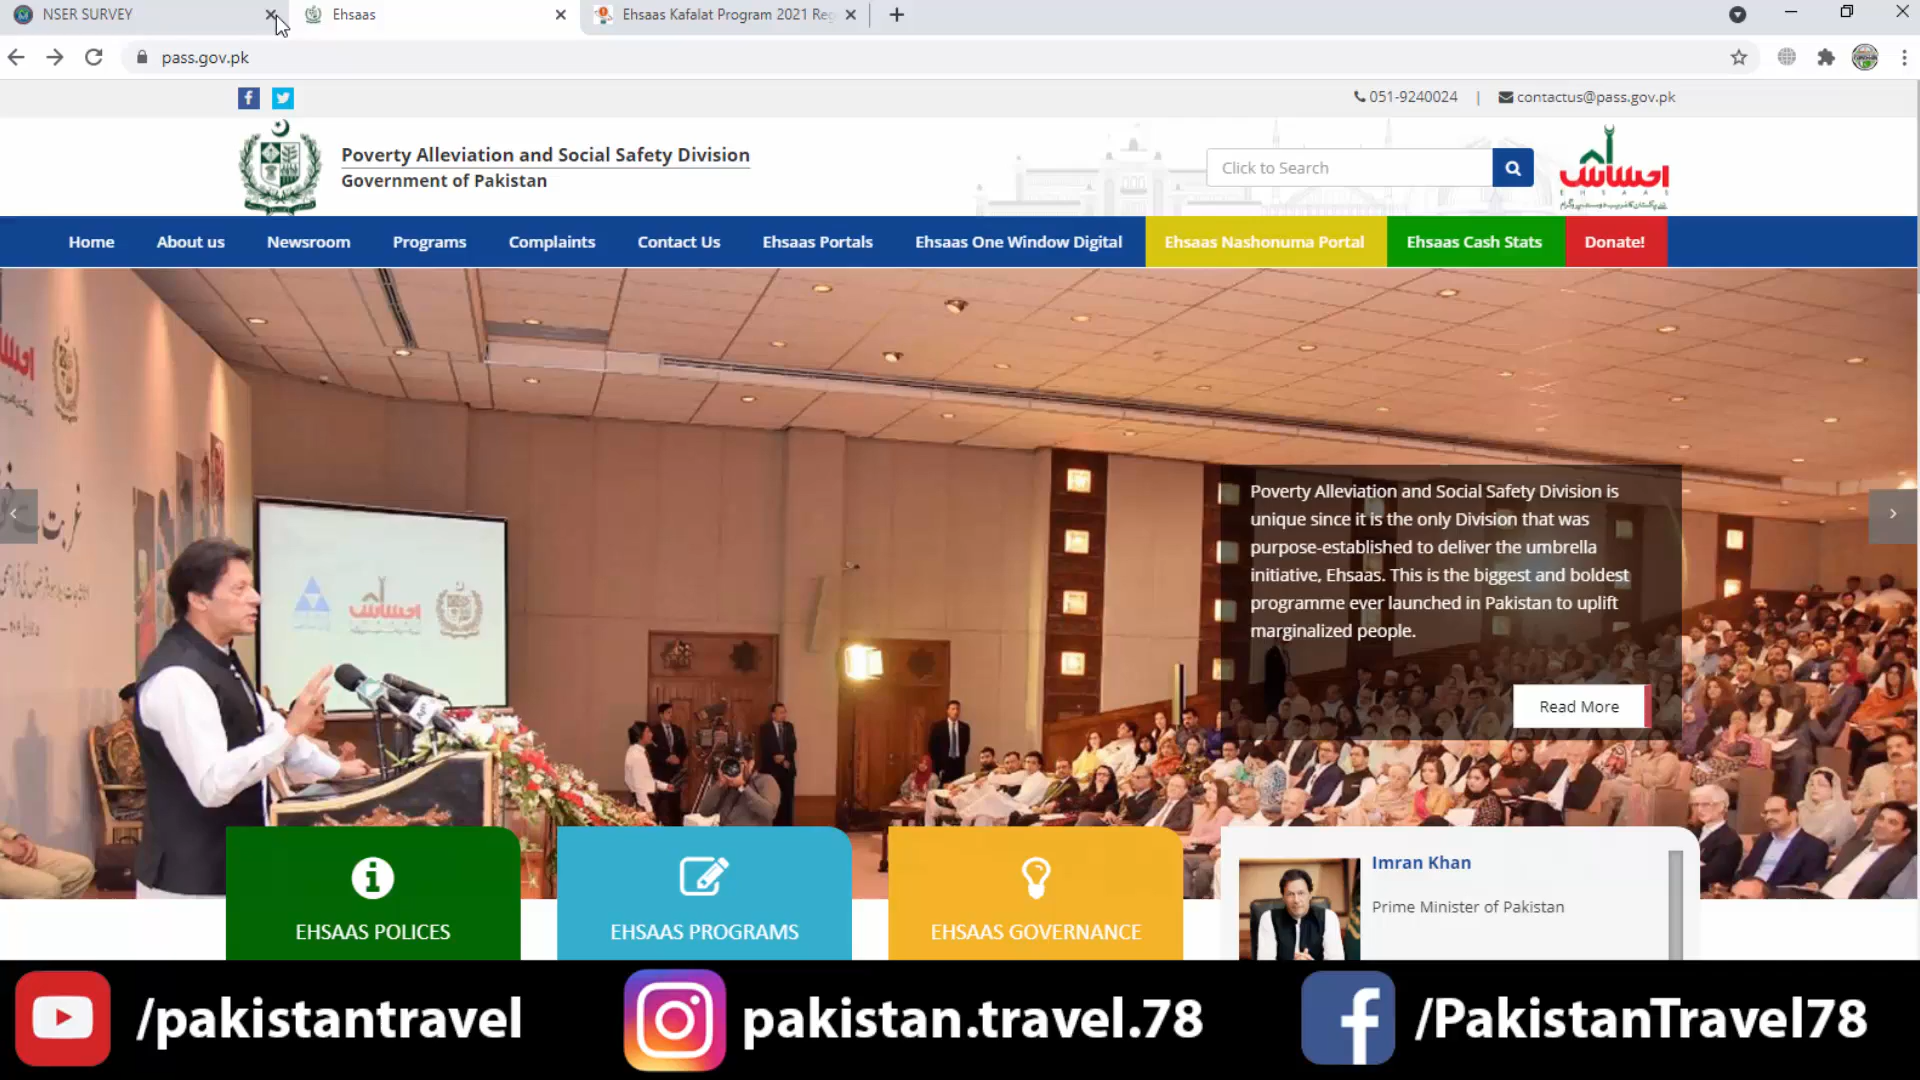 NSER SURVEY
Ehsaas
Ehsaas Kafalat Program 2021 Reg
pass.gov.pk
051-9240024 | contactus@pass.gov.pk
Poverty Alleviation and Social Safety Division
Government of Pakistan
Click to Search
احساس
EHSAAS
Home About us Newsroom Programs Complaints Contact Us Ehsaas Portals Ehsaas One Window Digital Ehsaas Nashonuma Portal Ehsaas Cash Stats Donate!
احساس
Poverty Alleviation and Social Safety Division is
unique since it is the only Division that was
purpose-established to deliver the umbrella
initiative, Ehsaas. This is the biggest and boldest
programme ever launched in Pakistan to uplift
marginalized people.
Read More
EHSAAS POLICES
EHSAAS PROGRAMS
EHSAAS GOVERNANCE
Imran Khan
Prime Minister of Pakistan
/pakistantravel
pakistan.travel.78
/PakistanTravel78